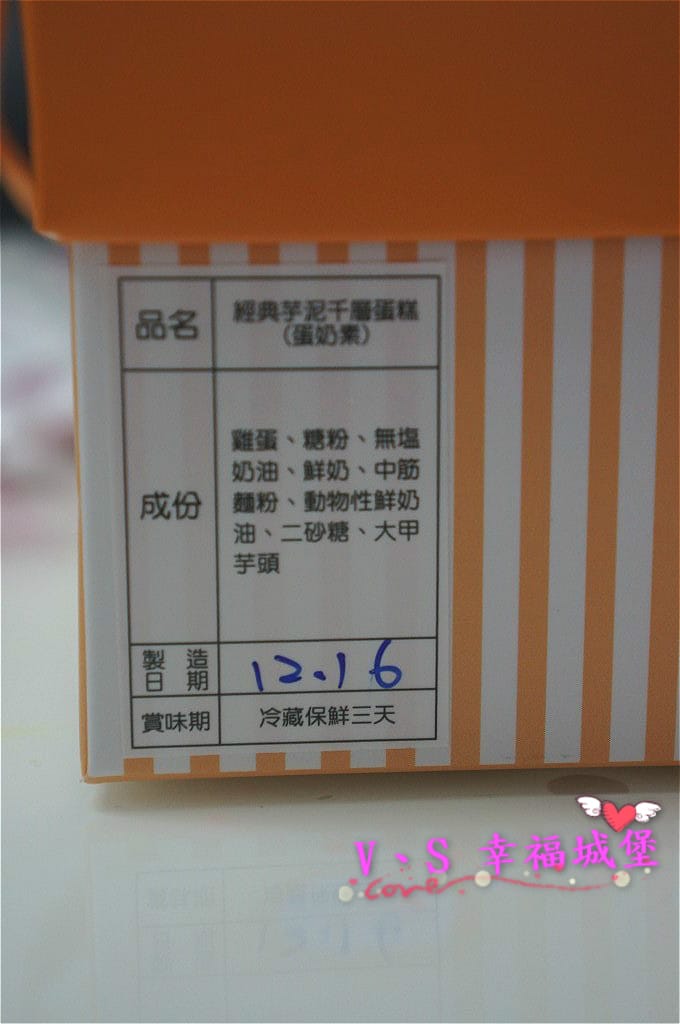 品名
經典芋泥千層蛋糕
(蛋奶素)
成份
雞蛋、糖粉、無塩
奶油、鮮奶、中筋
麵粉、動物性鮮奶
油、二砂糖、大甲
芋頭
製造
日期
12.16
賞味期
冷藏保鮮三天
V、S 幸福城堡